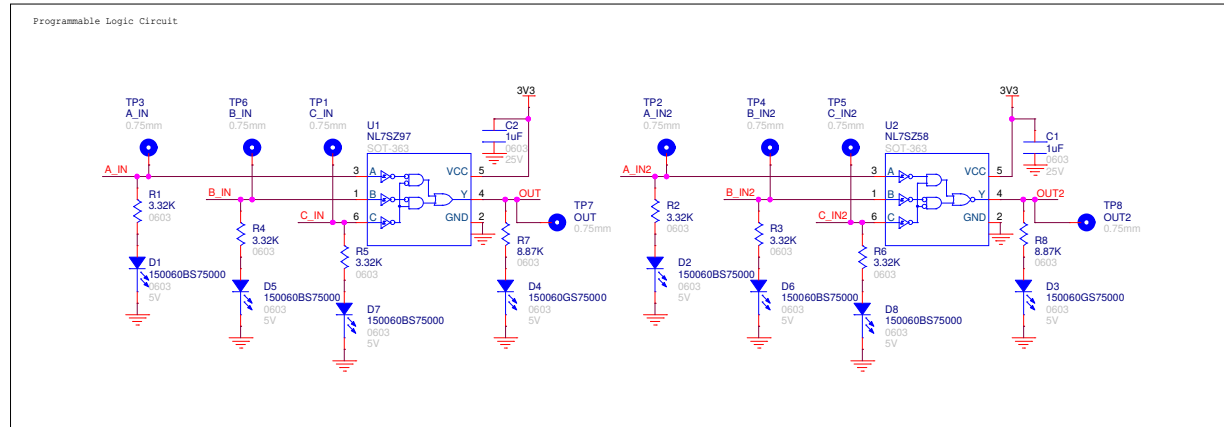 Programmable Logic Circuit
TP3
A_IN
0.75mm
TP6
B_IN
0.75mm
TP1
C_IN
0.75mm
3V3
U1
NL7SZ97
SOT-363
C2
1uF
0603
25V
A_IN
3
A
VCC
5
B_IN
1
B
Y
4
OUT
C_IN
6
C
GND
2
TP7
OUT
0.75mm
R1
3.32K
0603
R4
3.32K
0603
R5
3.32K
0603
R7
8.87K
0603
D1
150060BS75000
0603
5V
D5
150060BS75000
0603
5V
D7
150060BS75000
0603
5V
D4
150060GS75000
0603
5V
TP2
A_IN2
0.75mm
TP4
B_IN2
0.75mm
TP5
C_IN2
0.75mm
3V3
U2
NL7SZ58
SOT-363
C1
1uF
0603
25V
A_IN2
3
A
VCC
5
B_IN2
1
B
Y
4
OUT2
C_IN2
6
C
GND
2
TP8
OUT2
0.75mm
R2
3.32K
0603
R3
3.32K
0603
R6
3.32K
0603
R8
8.87K
0603
D2
150060BS75000
0603
5V
D6
150060BS75000
0603
5V
D8
150060BS75000
0603
5V
D3
150060GS75000
0603
5V